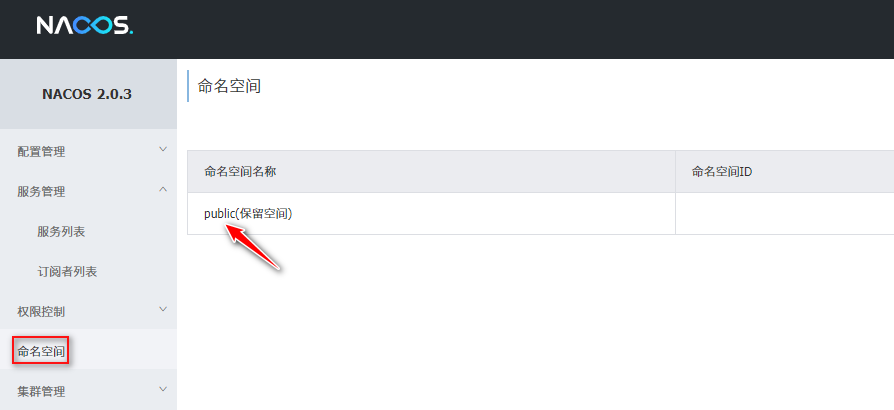 NACOS.
NACOS 2.0.3
配置管理
服务管理
服务列表
订阅者列表
权限控制
命名空间
集群管理
命名空间
命名空间名称 命名空间ID
public(保留空间)